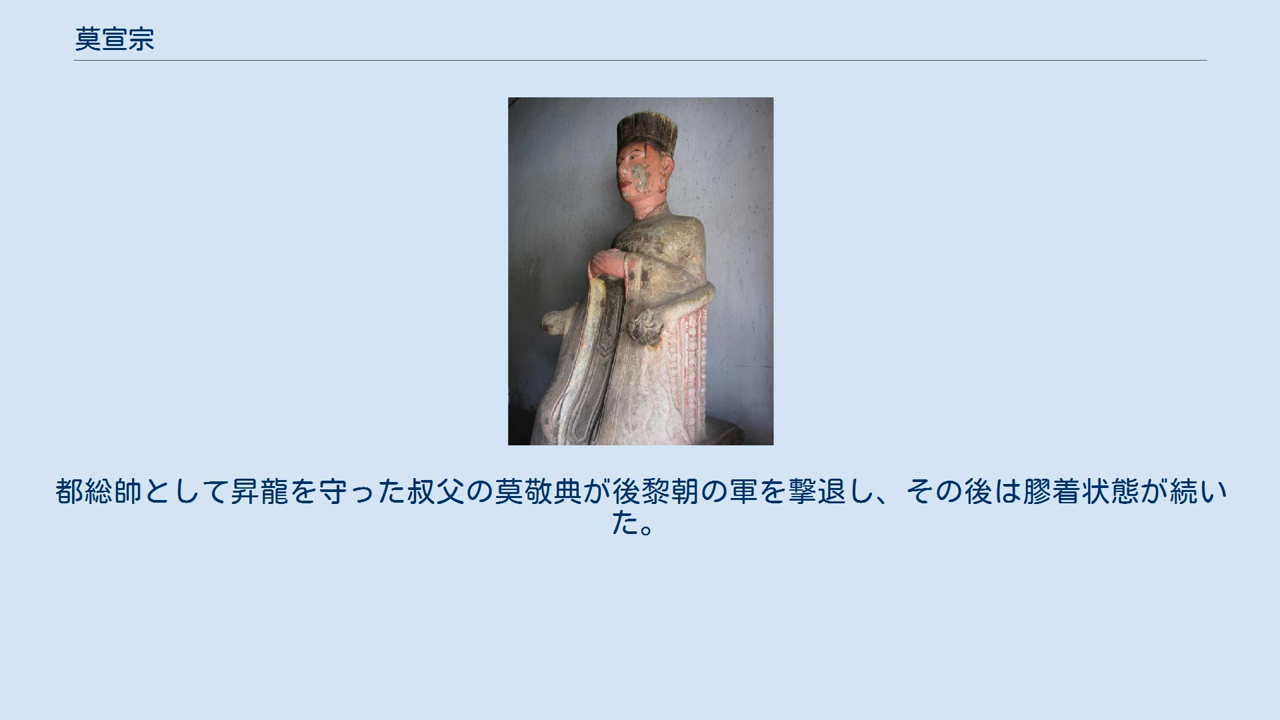 莫宣宗
都総帥として昇龍を守った叔父の莫敬典が後黎朝の軍を撃退し、その後は膠着状態が続い
た。